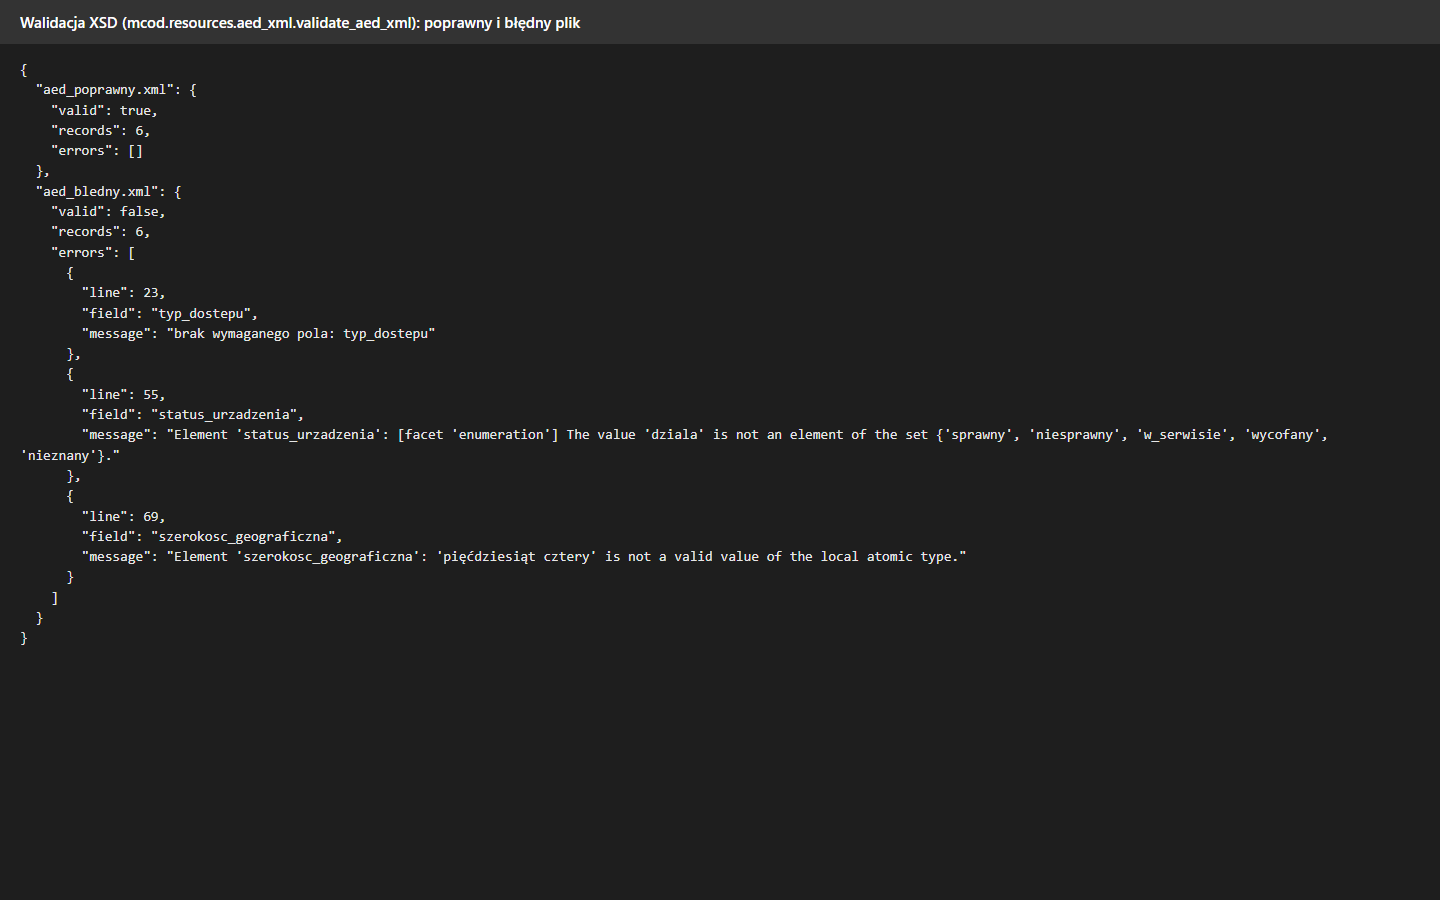 Walidacja XSD (mcod.resources.aed_xml.validate_aed_xml): poprawny i błędny plik
{
  "aed_poprawny.xml": {
    "valid": true,
    "records": 6,
    "errors": []
  },
  "aed_bledny.xml": {
    "valid": false,
    "records": 6,
    "errors": [
      {
        "line": 23,
        "field": "typ_dostepu",
        "message": "brak wymaganego pola: typ_dostepu"
      },
      {
        "line": 55,
        "field": "status_urzadzenia",
        "message": "Element 'status_urzadzenia': [facet 'enumeration'] The value 'dziala' is not an element of the set {'sprawny', 'niesprawny', 'w_serwisie', 'wycofany',
'nieznany'}."
      },
      {
        "line": 69,
        "field": "szerokosc_geograficzna",
        "message": "Element 'szerokosc_geograficzna': 'pięćdziesiąt cztery' is not a valid value of the local atomic type."
      }
    ]
  }
}